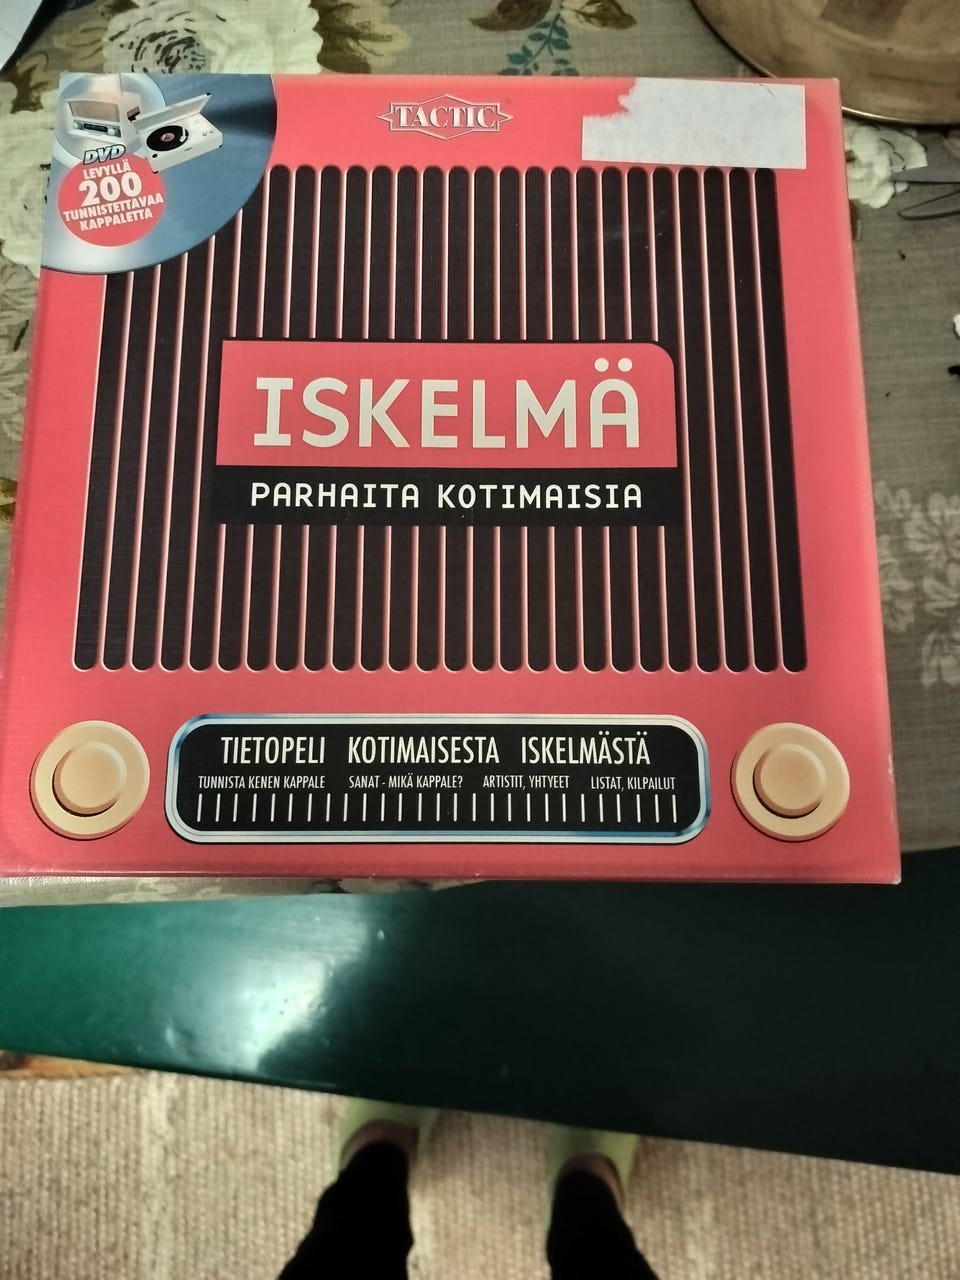 TACTIC
DVD
LEVYLLÄ
200
TUNNISTETTAVAA
KAPPALETTA
ISKELMÄ
PARHAITA KOTIMAISIA
TIETOPELI KOTIMAISESTA ISKELMÄSTÄ
TUNNISTA KENEN KAPPALE SANAT - MIKÄ KAPPALE? ARTISTIT, YHTYEET LISTAT, KILPAILUT